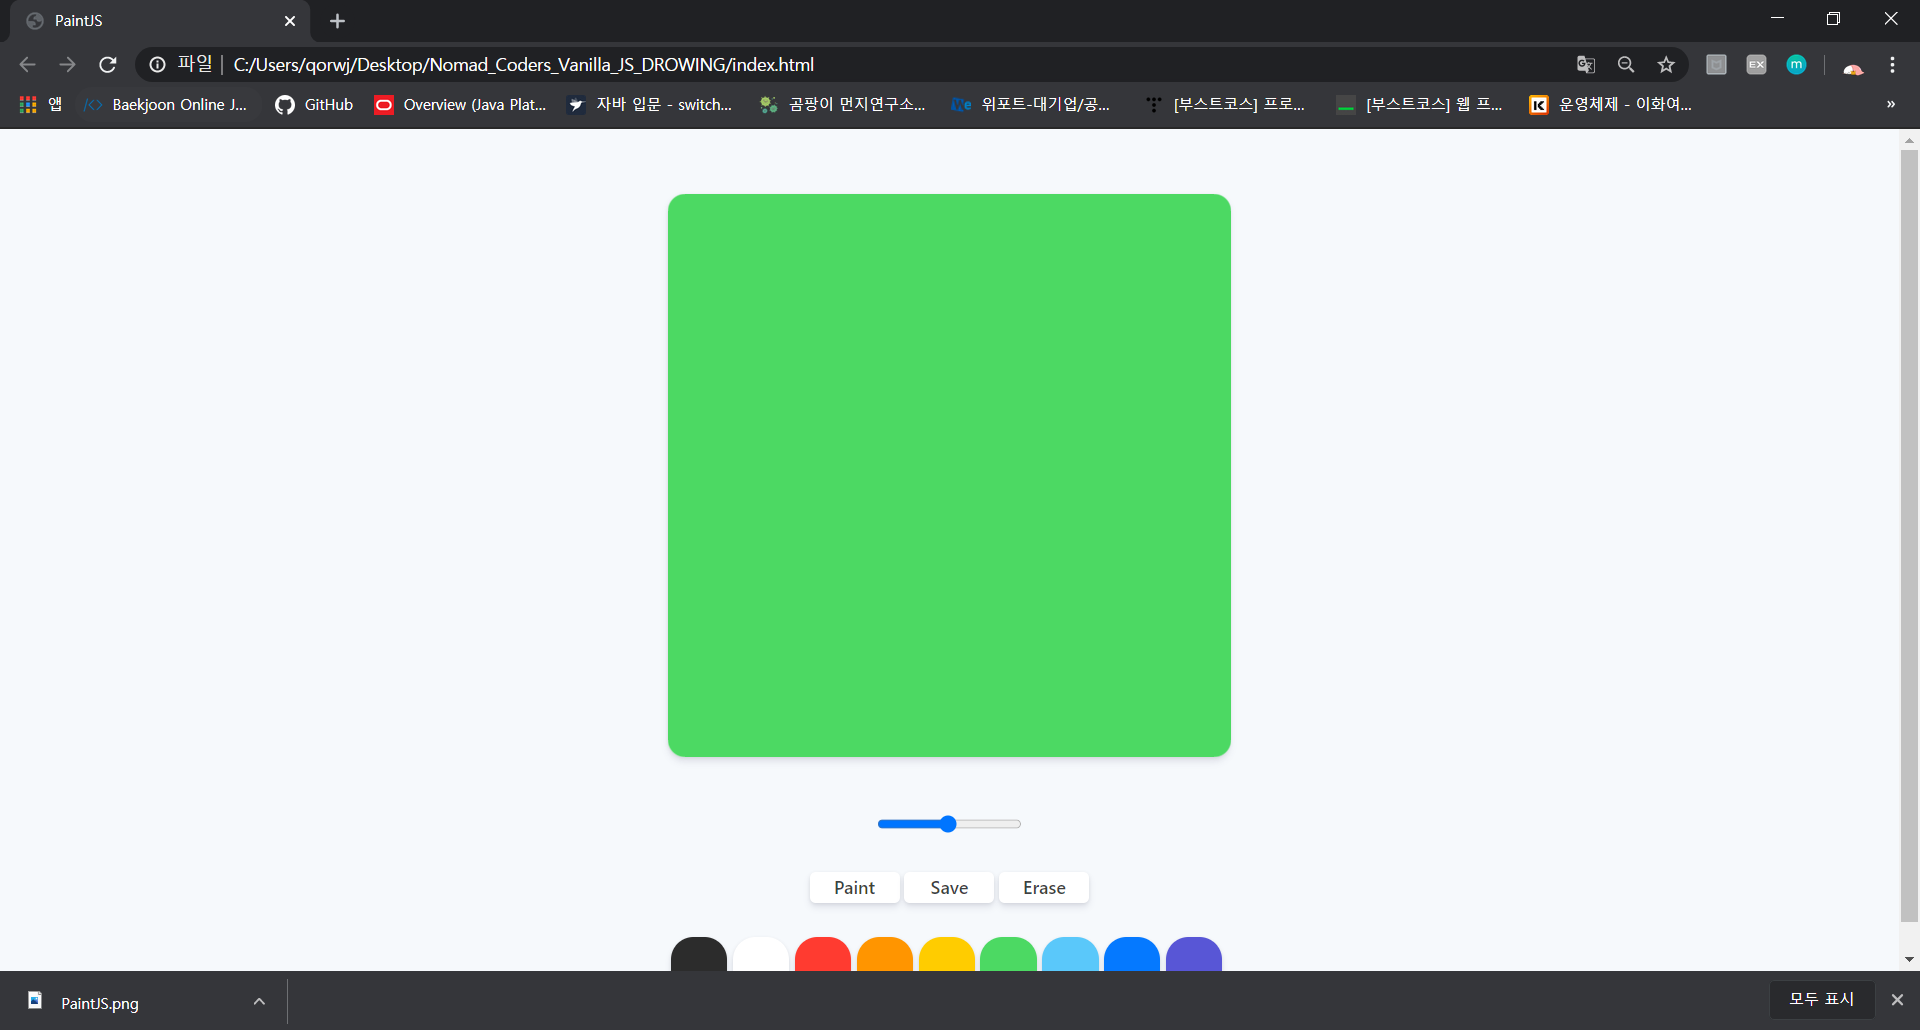 PaintJS
파일 | C:/Users/qorwj/Desktop/Nomad_Coders_Vanilla_JS_DROWING/index.html
앱 Baekjoon Online J... GitHub Overview (Java Plat... 자바 입문 - switch... 곰팡이 먼지연구소... We 위포트-대기업/공... [부스트코스] 프로... [부스트코스] 웹 프... K 운영체제 - 이화여... »
EX
m
Paint Save Erase
PaintJS.png
모두 표시